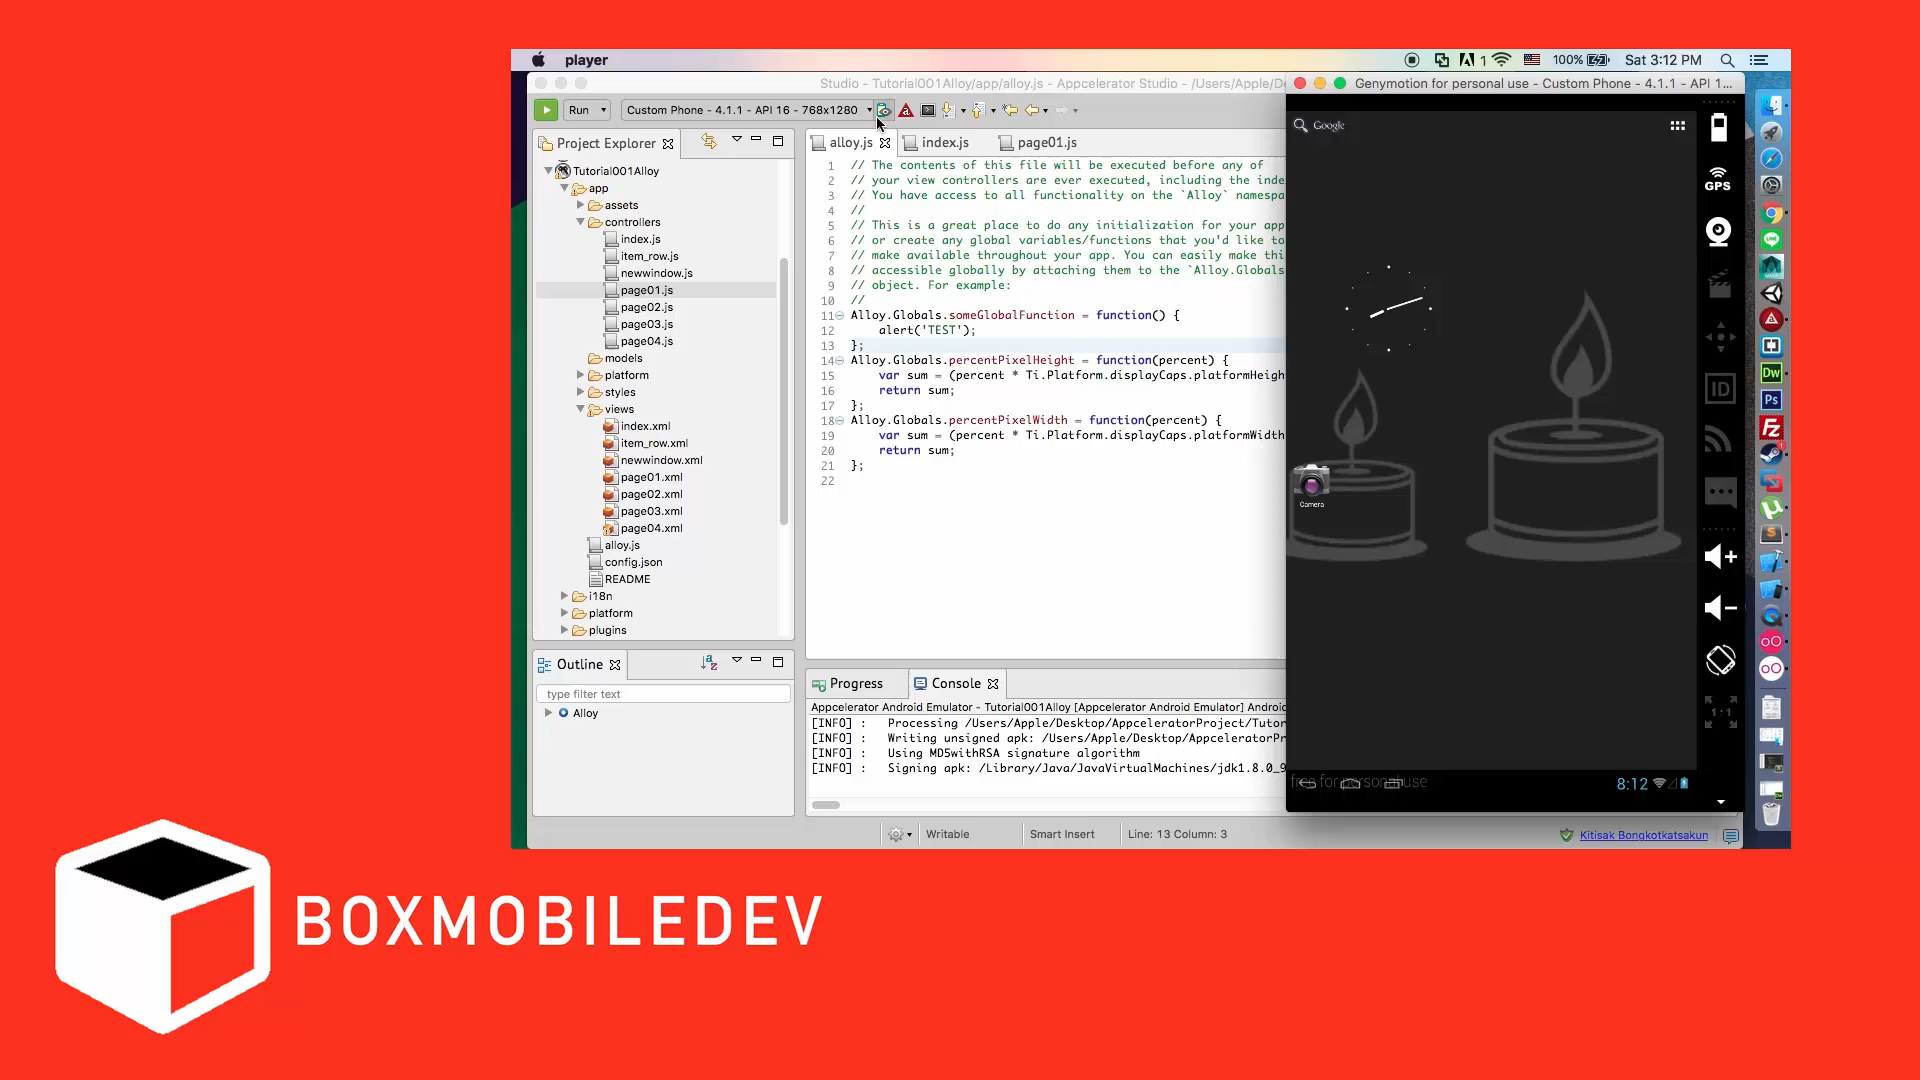 player
100%
Sat 3:12 PM
Studio - Tutorial001Alloy/app/alloy.js - Appcelerator Studio - /Users/Apple/De
Genymotion for personal use - Custom Phone - 4.1.1 - API 1...
Run
Custom Phone - 4.1.1 - API 16 - 768x1280
Project Explorer
alloy.js
index.js
page01.js
Tutorial001Alloy
app
assets
controllers
index.js
item_row.js
newwindow.js
page01.js
page02.js
page03.js
page04.js
models
platform
styles
views
index.xml
item_row.xml
newwindow.xml
page01.xml
page02.xml
page03.xml
page04.xml
alloy.js
config.json
README
i18n
platform
plugins
1 // The contents of this file will be executed before any of
2 // your view controllers are ever executed, including the inde
3 // You have access to all functionality on the `Alloy` namespa
4 //
5 // This is a great place to do any initialization for your app
6 // or create any global variables/functions that you'd like to
7 // make available throughout your app. You can easily make thi
8 // accessible globally by attaching them to the `Alloy.Globals
9 // object. For example:
10 //
11 Alloy.Globals.someGlobalFunction = function() {
12 alert('TEST');
13 };
14 Alloy.Globals.percentPixelHeight = function(percent) {
15 var sum = (percent * Ti.Platform.displayCaps.platformHeigh
16 return sum;
17 };
18 Alloy.Globals.percentPixelWidth = function(percent) {
19 var sum = (percent * Ti.Platform.displayCaps.platformWidth
20 return sum;
21 };
22
Google
Camera
GPS
ID
1:1
free for personal use
8:12
Outline
type filter text
Alloy
Progress
Console
Appcelerator Android Emulator - Tutorial001Alloy [Appcelerator Android Emulator] Androi
[INFO] : Processing /Users/Apple/Desktop/AppceleratorProject/Tutor
[INFO] : Writing unsigned apk: /Users/Apple/Desktop/AppceleratorPr
[INFO] : Using MD5withRSA signature algorithm
[INFO] : Signing apk: /Library/Java/JavaVirtualMachines/jdk1.8.0_9
Writable
Smart Insert
Line: 13 Column: 3
Kitisak Bongkotkatsakun
Dw
Ps
Fz
BOXMOBILEDEV